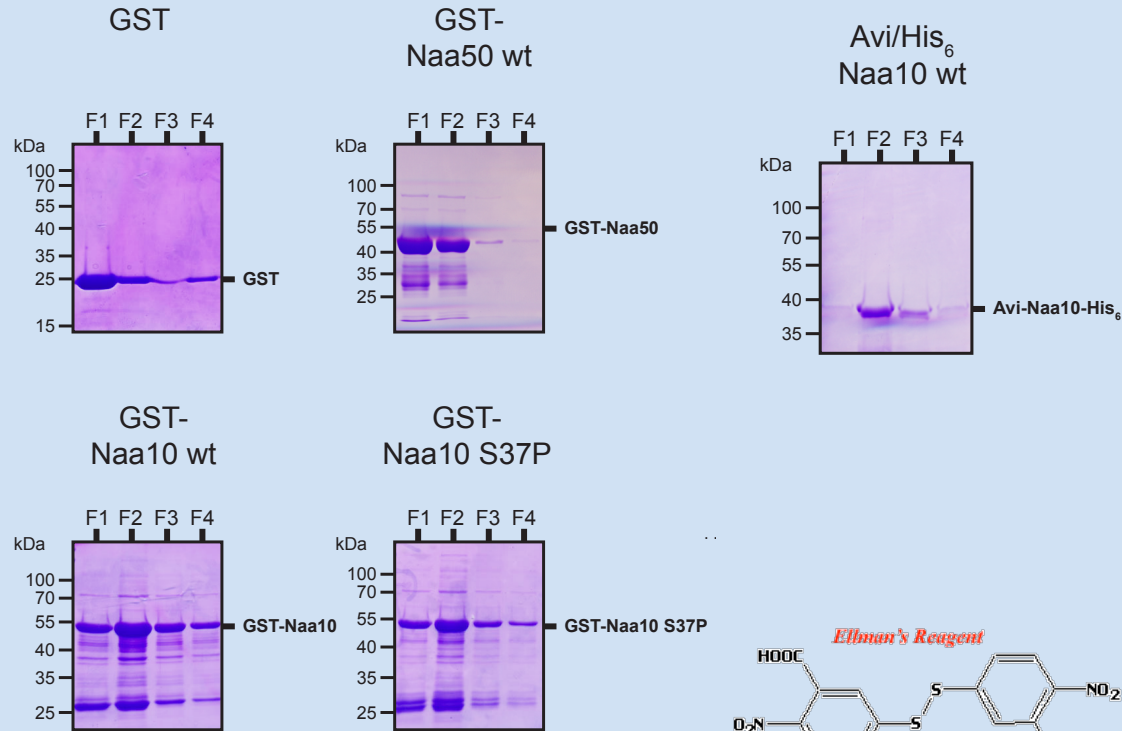 GST
F1 F2 F3 F4
kDa
100
70
55
40
35
25
15
GST
GST-
Naa50 wt
F1 F2 F3 F4
kDa
100
70
55
40
35
25
GST-Naa50
Avi/His6
Naa10 wt
F1 F2 F3 F4
kDa
100
70
55
40
35
Avi-Naa10-His6
GST-
Naa10 wt
F1 F2 F3 F4
kDa
100
70
55
40
35
25
GST-Naa10
GST-
Naa10 S37P
F1 F2 F3 F4
kDa
100
70
55
40
35
25
GST-Naa10 S37P
..
Ellman's Reagent
HOOC
S
NO2
S
O2N